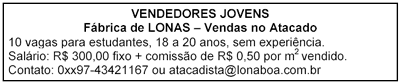 VENDEDORES JOVENS
Fábrica de LONAS – Vendas no Atacado
10 vagas para estudantes, 18 a 20 anos, sem experiência.
Salário: R$ 300,00 fixo + comissão de R$ 0,50 por m² vendido.
Contato: 0xx97-43421167 ou atacadista@lonaboa.com.br